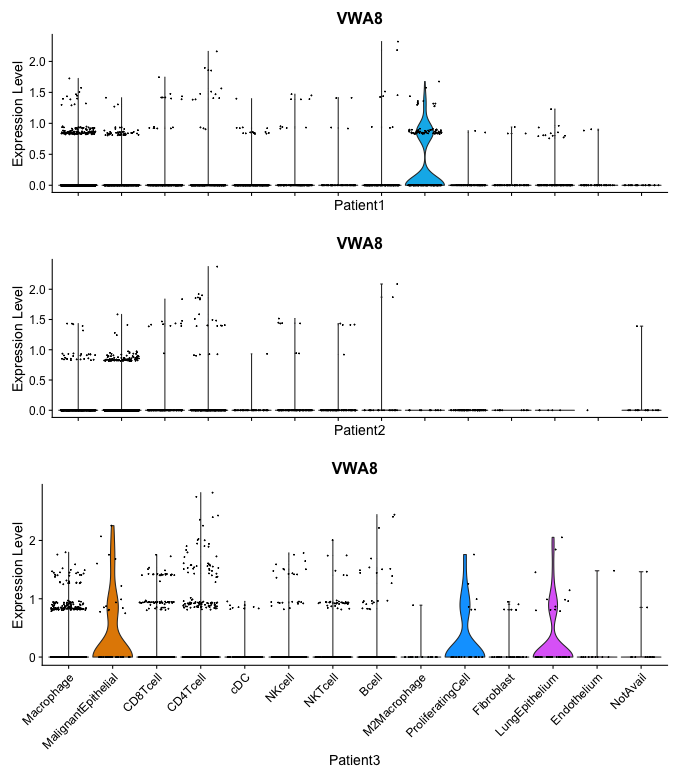 VWA8
Expression Level
2.0
1.5
1.0
0.5
0.0
Patient1
VWA8
Expression Level
2.0
1.5
1.0
0.5
0.0
Patient2
VWA8
Expression Level
2
1
0
Macrophage
MalignantEpithelial
CD8Tcell
CD4Tcell
cDC
NKcell
NKTcell
Bcell
M2Macrophage
ProliferatingCell
Fibroblast
LungEpithelium
Endothelium
NotAvail
Patient3